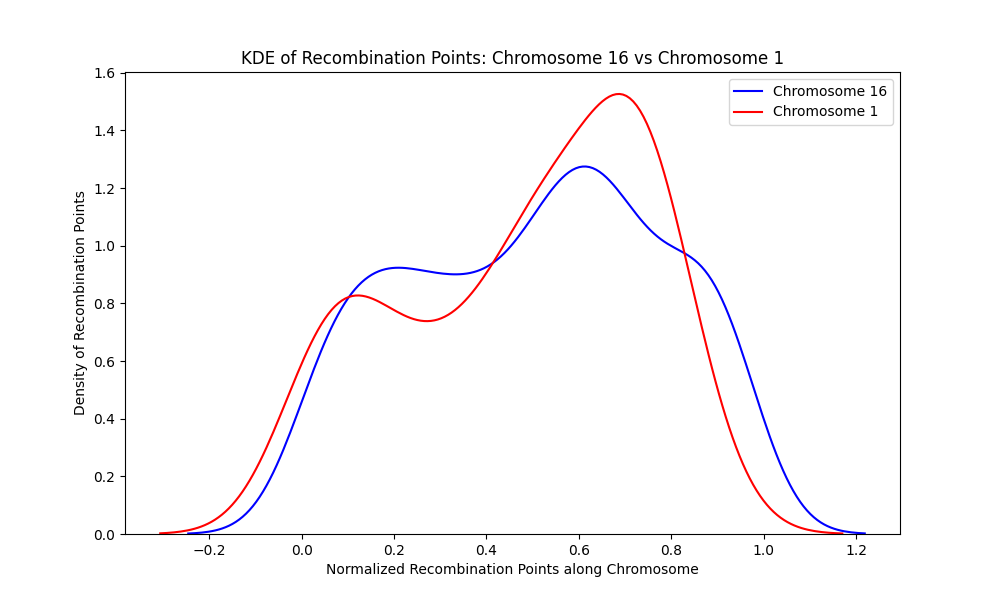 KDE of Recombination Points: Chromosome 16 vs Chromosome 1
Chromosome 16
Chromosome 1
Density of Recombination Points
1.6
1.4
1.2
1.0
0.8
0.6
0.4
0.2
0.0
−0.2 0.0 0.2 0.4 0.6 0.8 1.0 1.2
Normalized Recombination Points along Chromosome